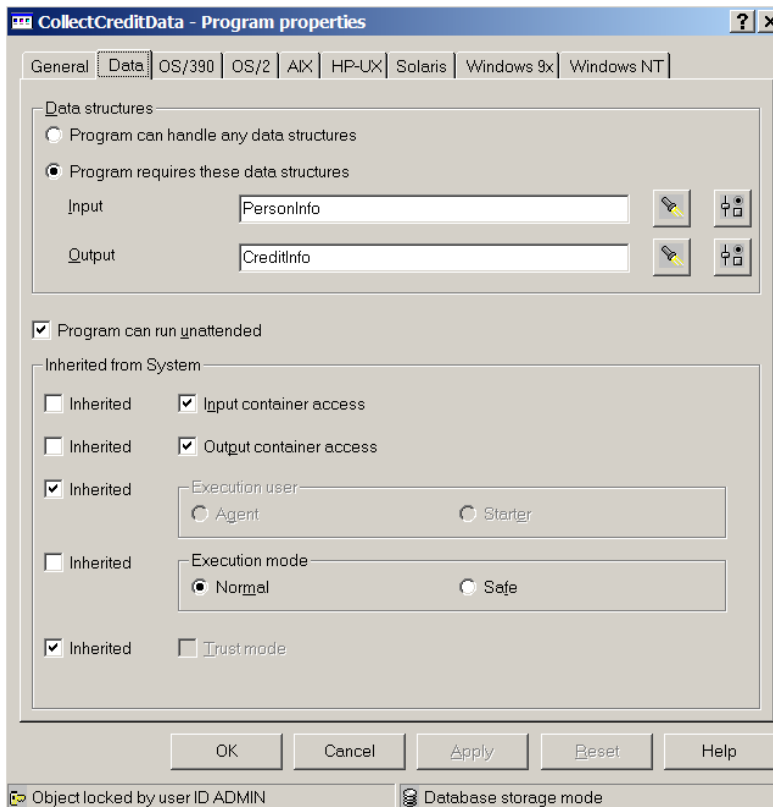 CollectCreditData - Program properties
General Data OS/390 OS/2 AIX HP-UX Solaris Windows 9x Windows NT
Data structures
Program can handle any data structures
Program requires these data structures
Input PersonInfo
Output CreditInfo
Program can run unattended
Inherited from System
Inherited Input container access
Inherited Output container access
Inherited Execution user
Agent Starter
Inherited Execution mode
Normal Safe
Inherited Trust mode
OK Cancel Apply Reset Help
Object locked by user ID ADMIN Database storage mode